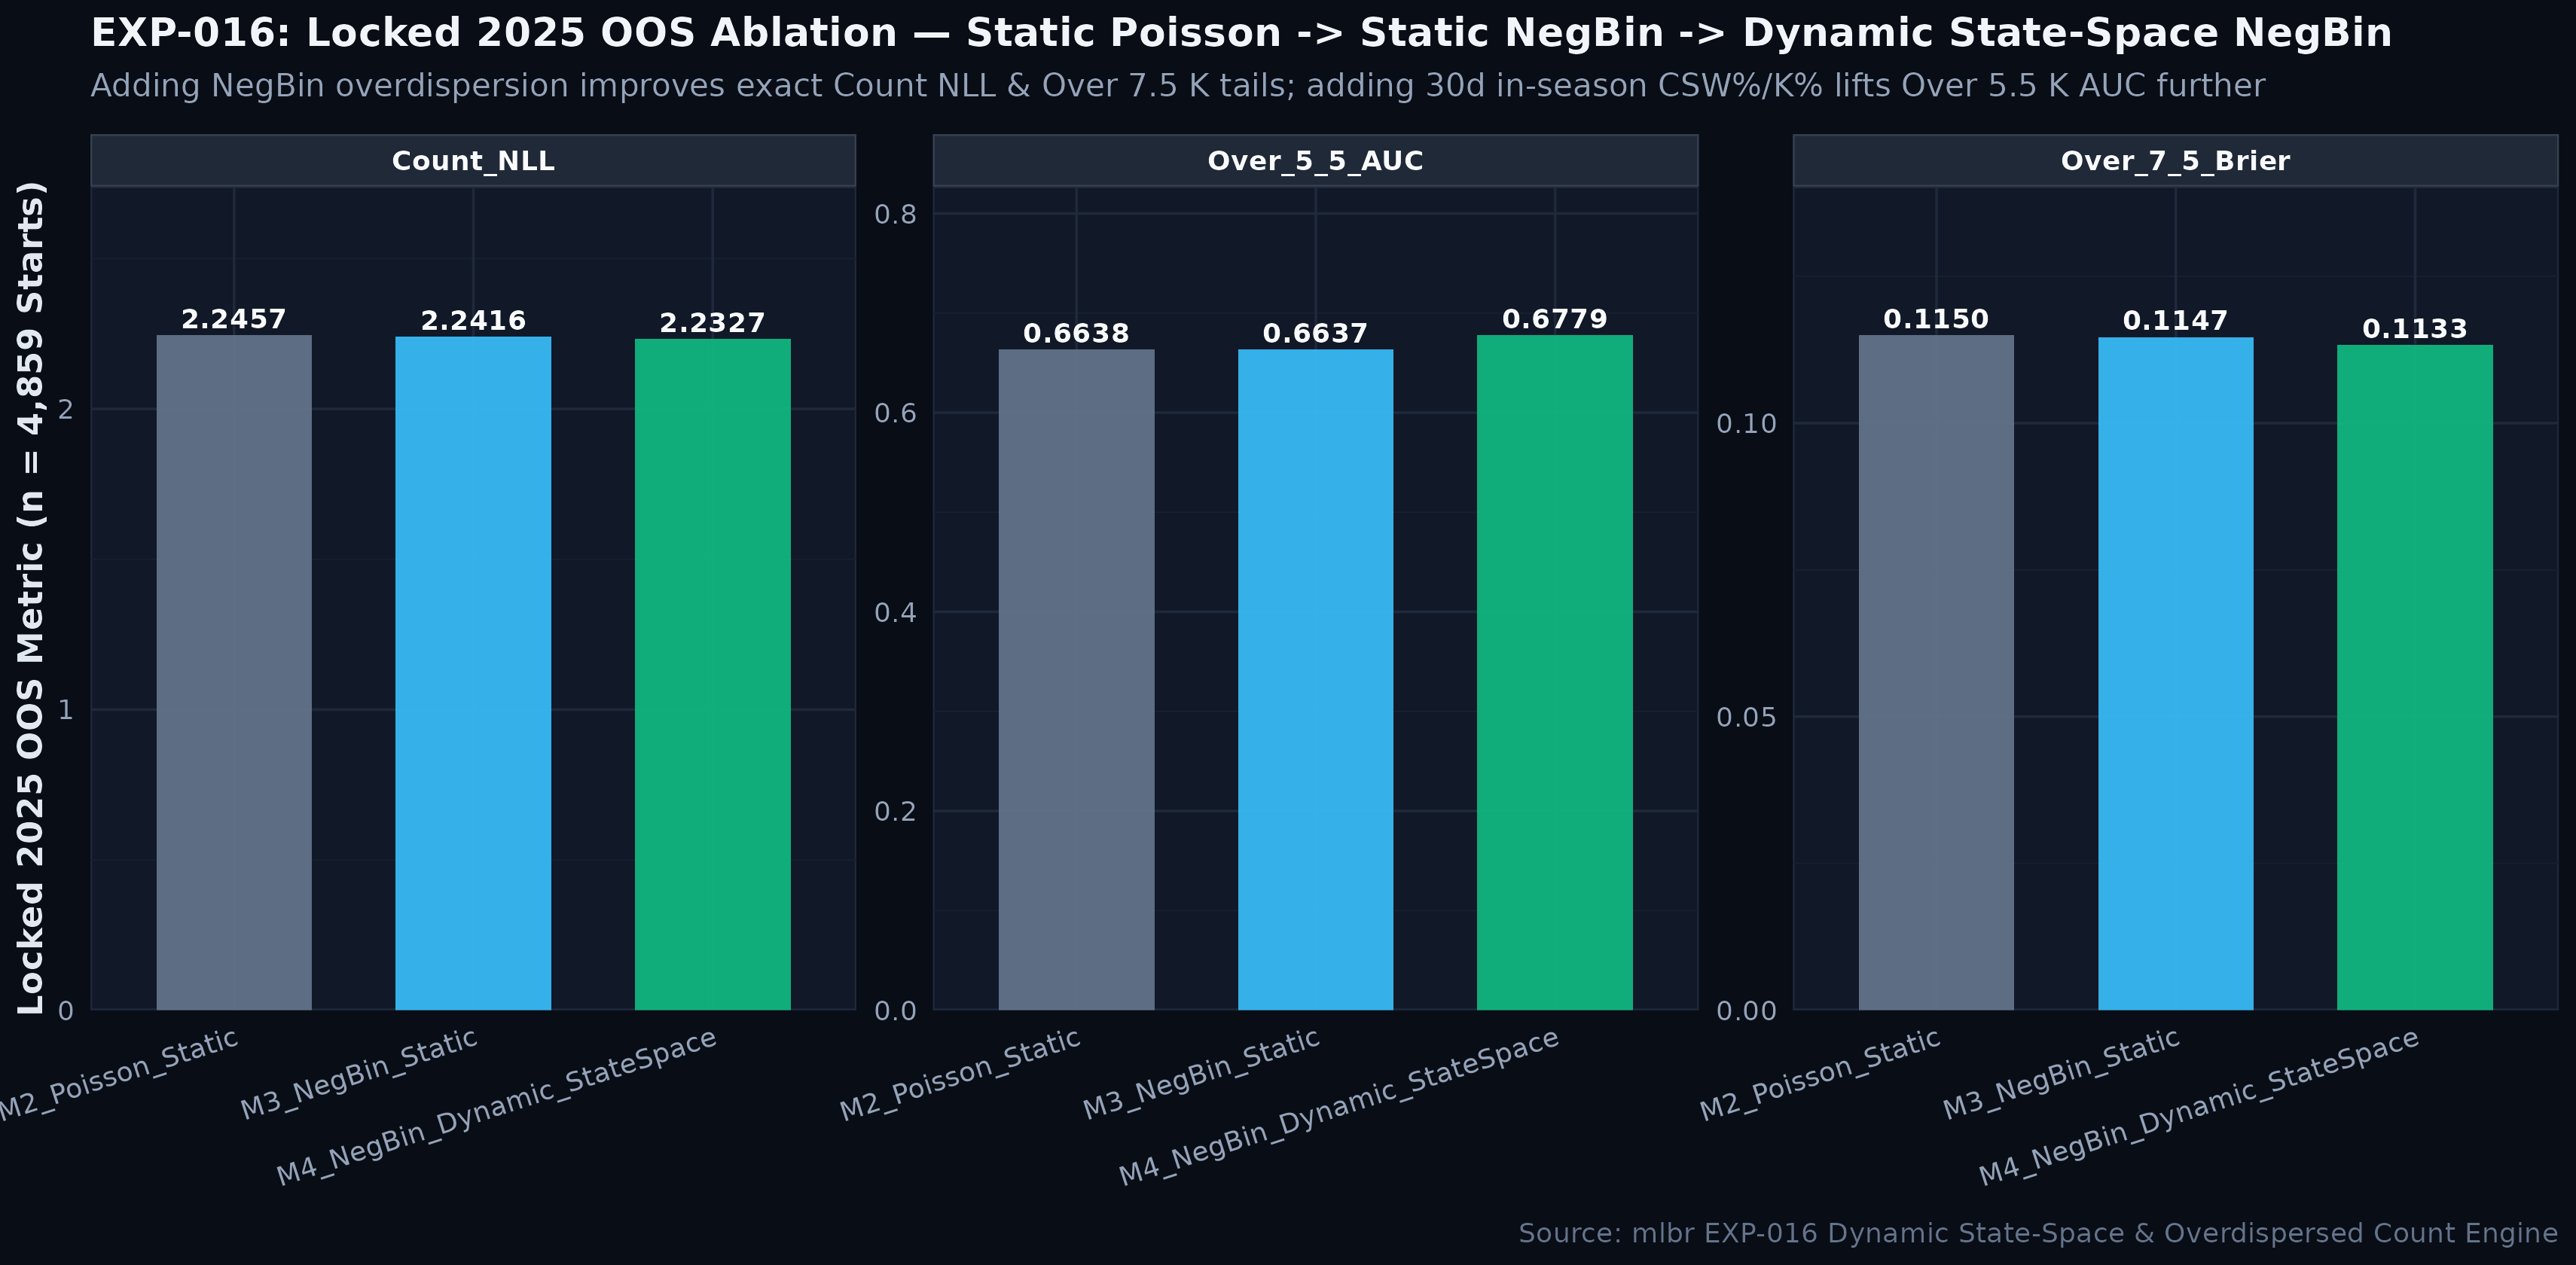 EXP-016: Locked 2025 OOS Ablation — Static Poisson -> Static NegBin -> Dynamic State-Space NegBin
Adding NegBin overdispersion improves exact Count NLL & Over 7.5 K tails; adding 30d in-season CSW%/K% lifts Over 5.5 K AUC further
Locked 2025 OOS Metric (n = 4,859 Starts)
Count_NLL
2
1
0
2.2457
2.2416
2.2327
M2_Poisson_Static
M3_NegBin_Static
M4_NegBin_Dynamic_StateSpace
Over_5_5_AUC
0.8
0.6
0.4
0.2
0.0
0.6638
0.6637
0.6779
M2_Poisson_Static
M3_NegBin_Static
M4_NegBin_Dynamic_StateSpace
Over_7_5_Brier
0.10
0.05
0.00
0.1150
0.1147
0.1133
M2_Poisson_Static
M3_NegBin_Static
M4_NegBin_Dynamic_StateSpace
Source: mlbr EXP-016 Dynamic State-Space & Overdispersed Count Engine